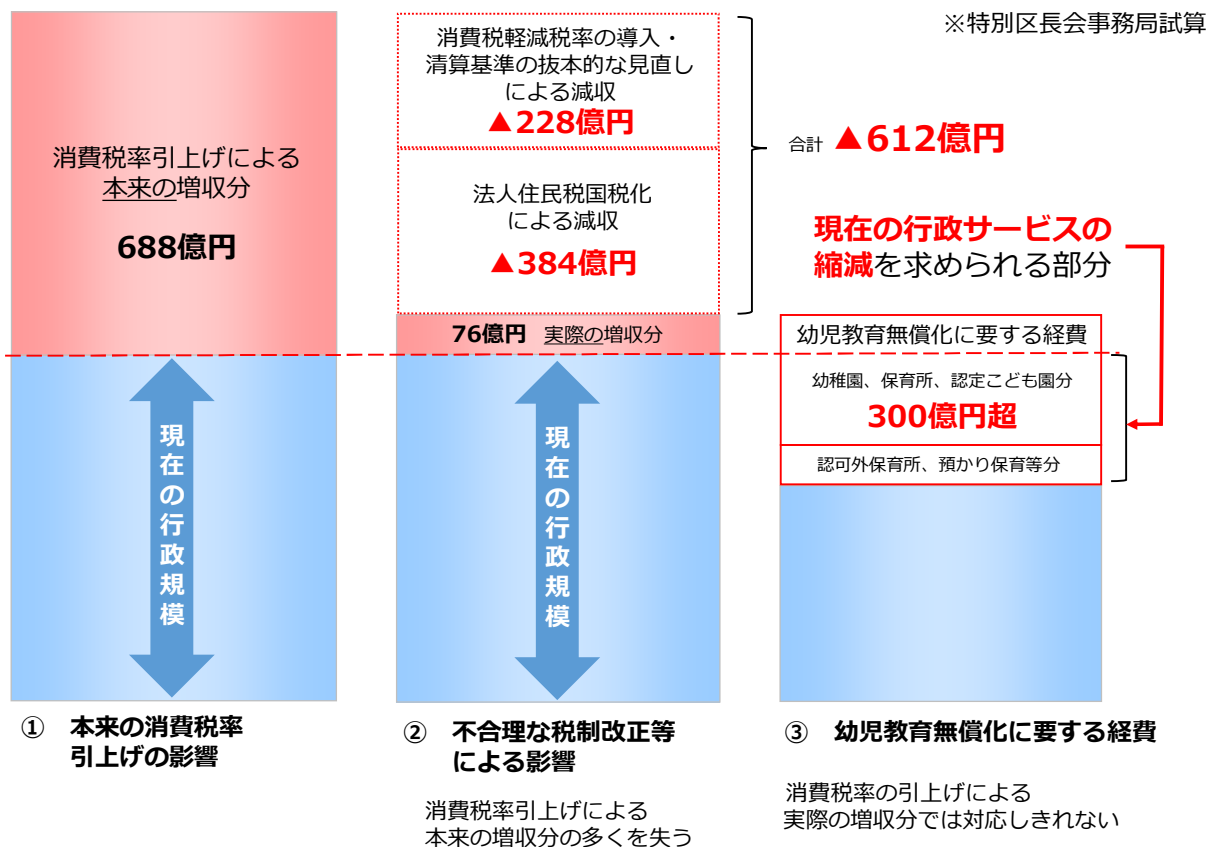 ※特別区長会事務局試算
消費税率引上げによる
本来の増収分
688億円
現在の行政規模
① 本来の消費税率
引上げの影響
消費税軽減税率の導入・
清算基準の抜本的な見直し
による減収
▲228億円
法人住民税国税化
による減収
▲384億円
合計 ▲612億円
76億円 実際の増収分
現在の行政規模
② 不合理な税制改正等
による影響
消費税率引上げによる
本来の増収分の多くを失う
現在の行政サービスの
縮減を求められる部分
幼児教育無償化に要する経費
幼稚園、保育所、認定こども園分
300億円超
認可外保育所、預かり保育等分
③ 幼児教育無償化に要する経費
消費税率の引上げによる
実際の増収分では対応しきれない